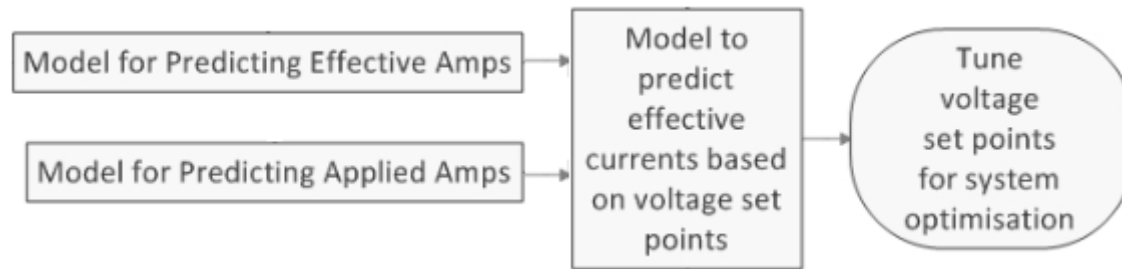 Model for Predicting Effective Amps
Model for Predicting Applied Amps
Model to
predict
effective
currents based
on voltage set
points
Tune
voltage
set points
for system
optimisation